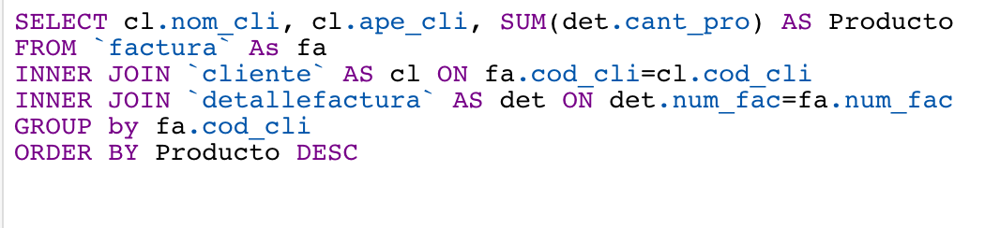 SELECT cl.nom_cli, cl.ape_cli, SUM(det.cant_pro) AS Producto
FROM `factura` As fa
INNER JOIN `cliente` AS cl ON fa.cod_cli=cl.cod_cli
INNER JOIN `detallefactura` AS det ON det.num_fac=fa.num_fac
GROUP by fa.cod_cli
ORDER BY Producto DESC